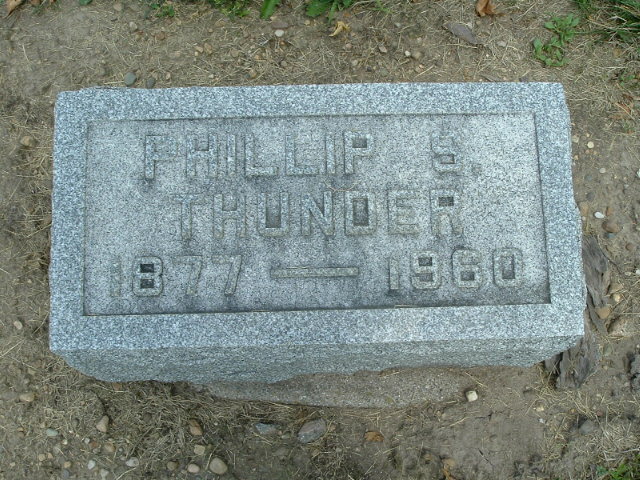 PHILLIP S.
THUNDER
1877 — 1960